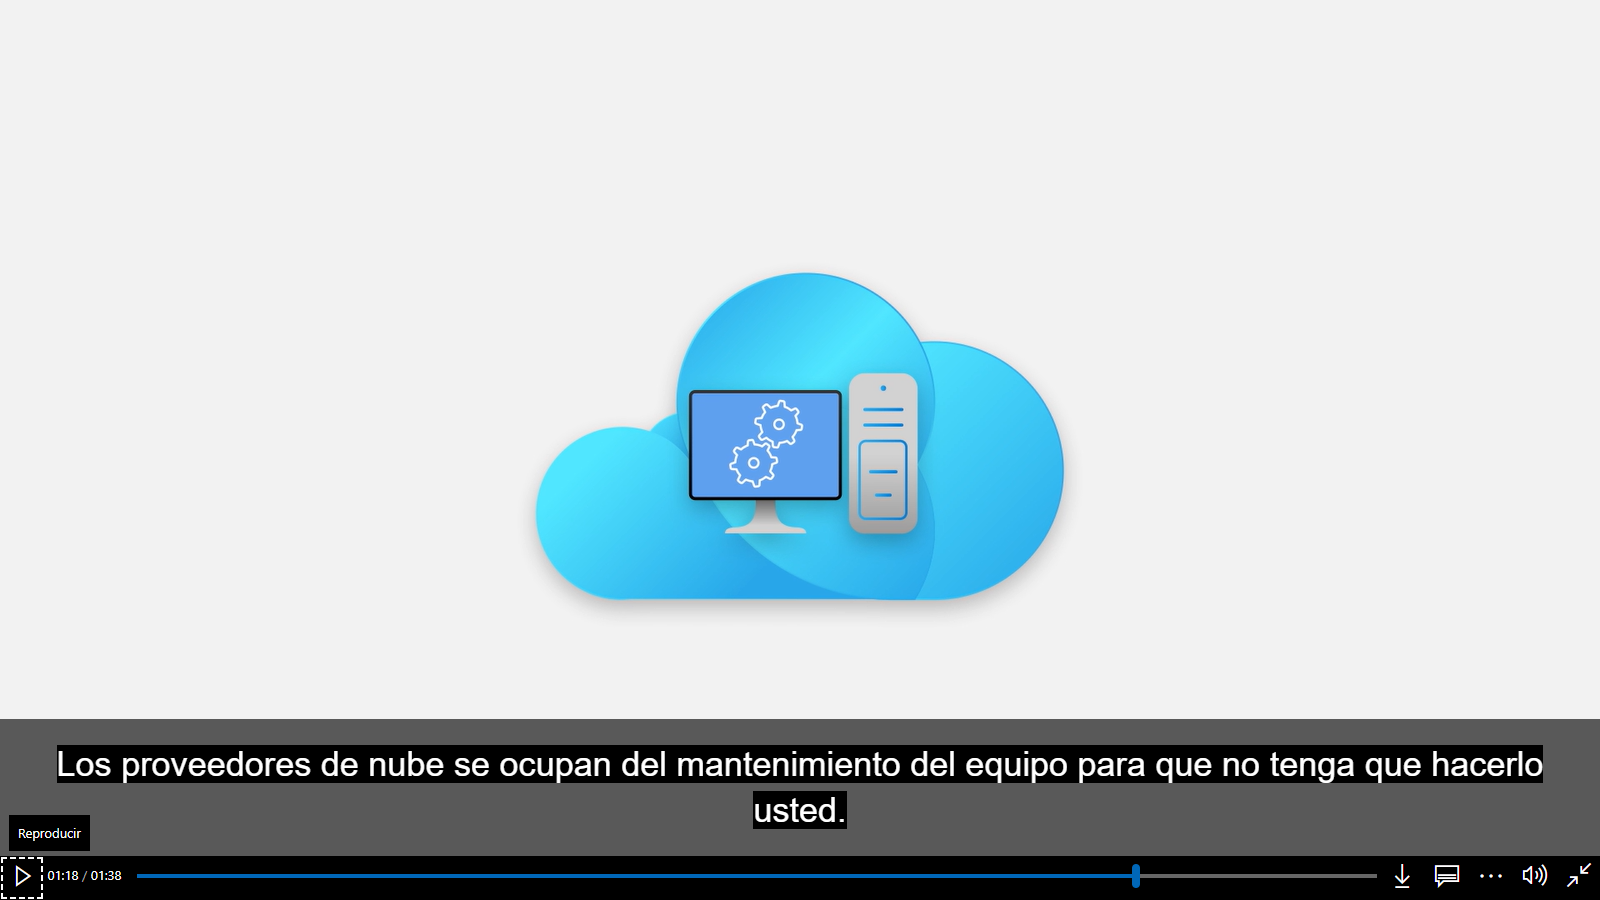 Los proveedores de nube se ocupan del mantenimiento del equipo para que no tenga que hacerlo
usted.
Reproducir
01:18 / 01:38